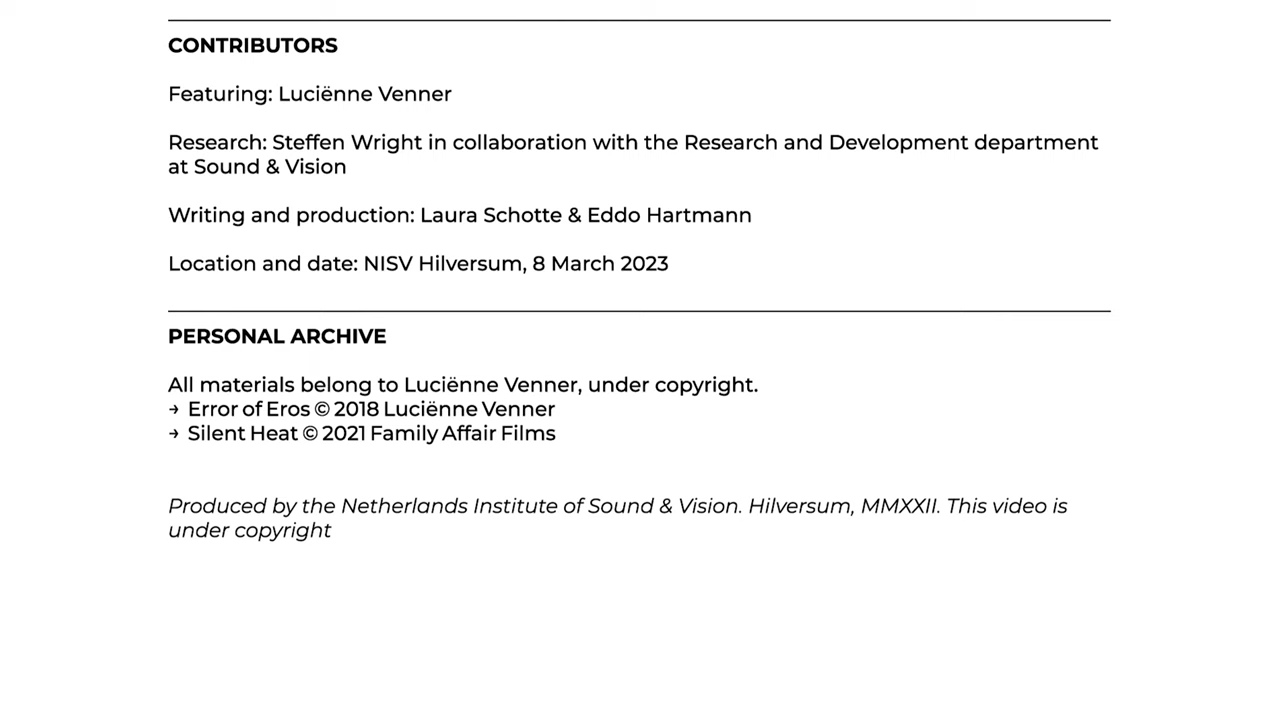 CONTRIBUTORS
Featuring: Luciënne Venner
Research: Steffen Wright in collaboration with the Research and Development department
at Sound & Vision
Writing and production: Laura Schotte & Eddo Hartmann
Location and date: NISV Hilversum, 8 March 2023
PERSONAL ARCHIVE
All materials belong to Luciënne Venner, under copyright.
→ Error of Eros © 2018 Luciënne Venner
→ Silent Heat © 2021 Family Affair Films
Produced by the Netherlands Institute of Sound & Vision. Hilversum, MMXXII. This video is
under copyright